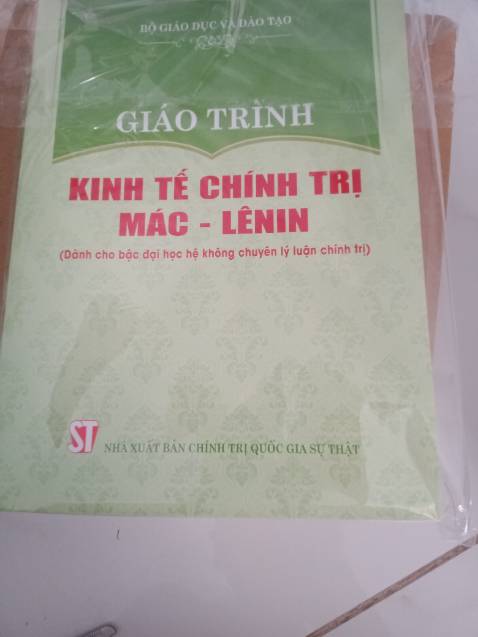 BỘ GIÁO DỤC VÀ ĐÀO TẠO
GIÁO TRÌNH
KINH TẾ CHÍNH TRỊ
MÁC - LÊNIN
(Dành cho bậc đại học hệ không chuyên lý luận chính trị)
ST NHÀ XUẤT BẢN CHÍNH TRỊ QUỐC GIA SỰ THẬT